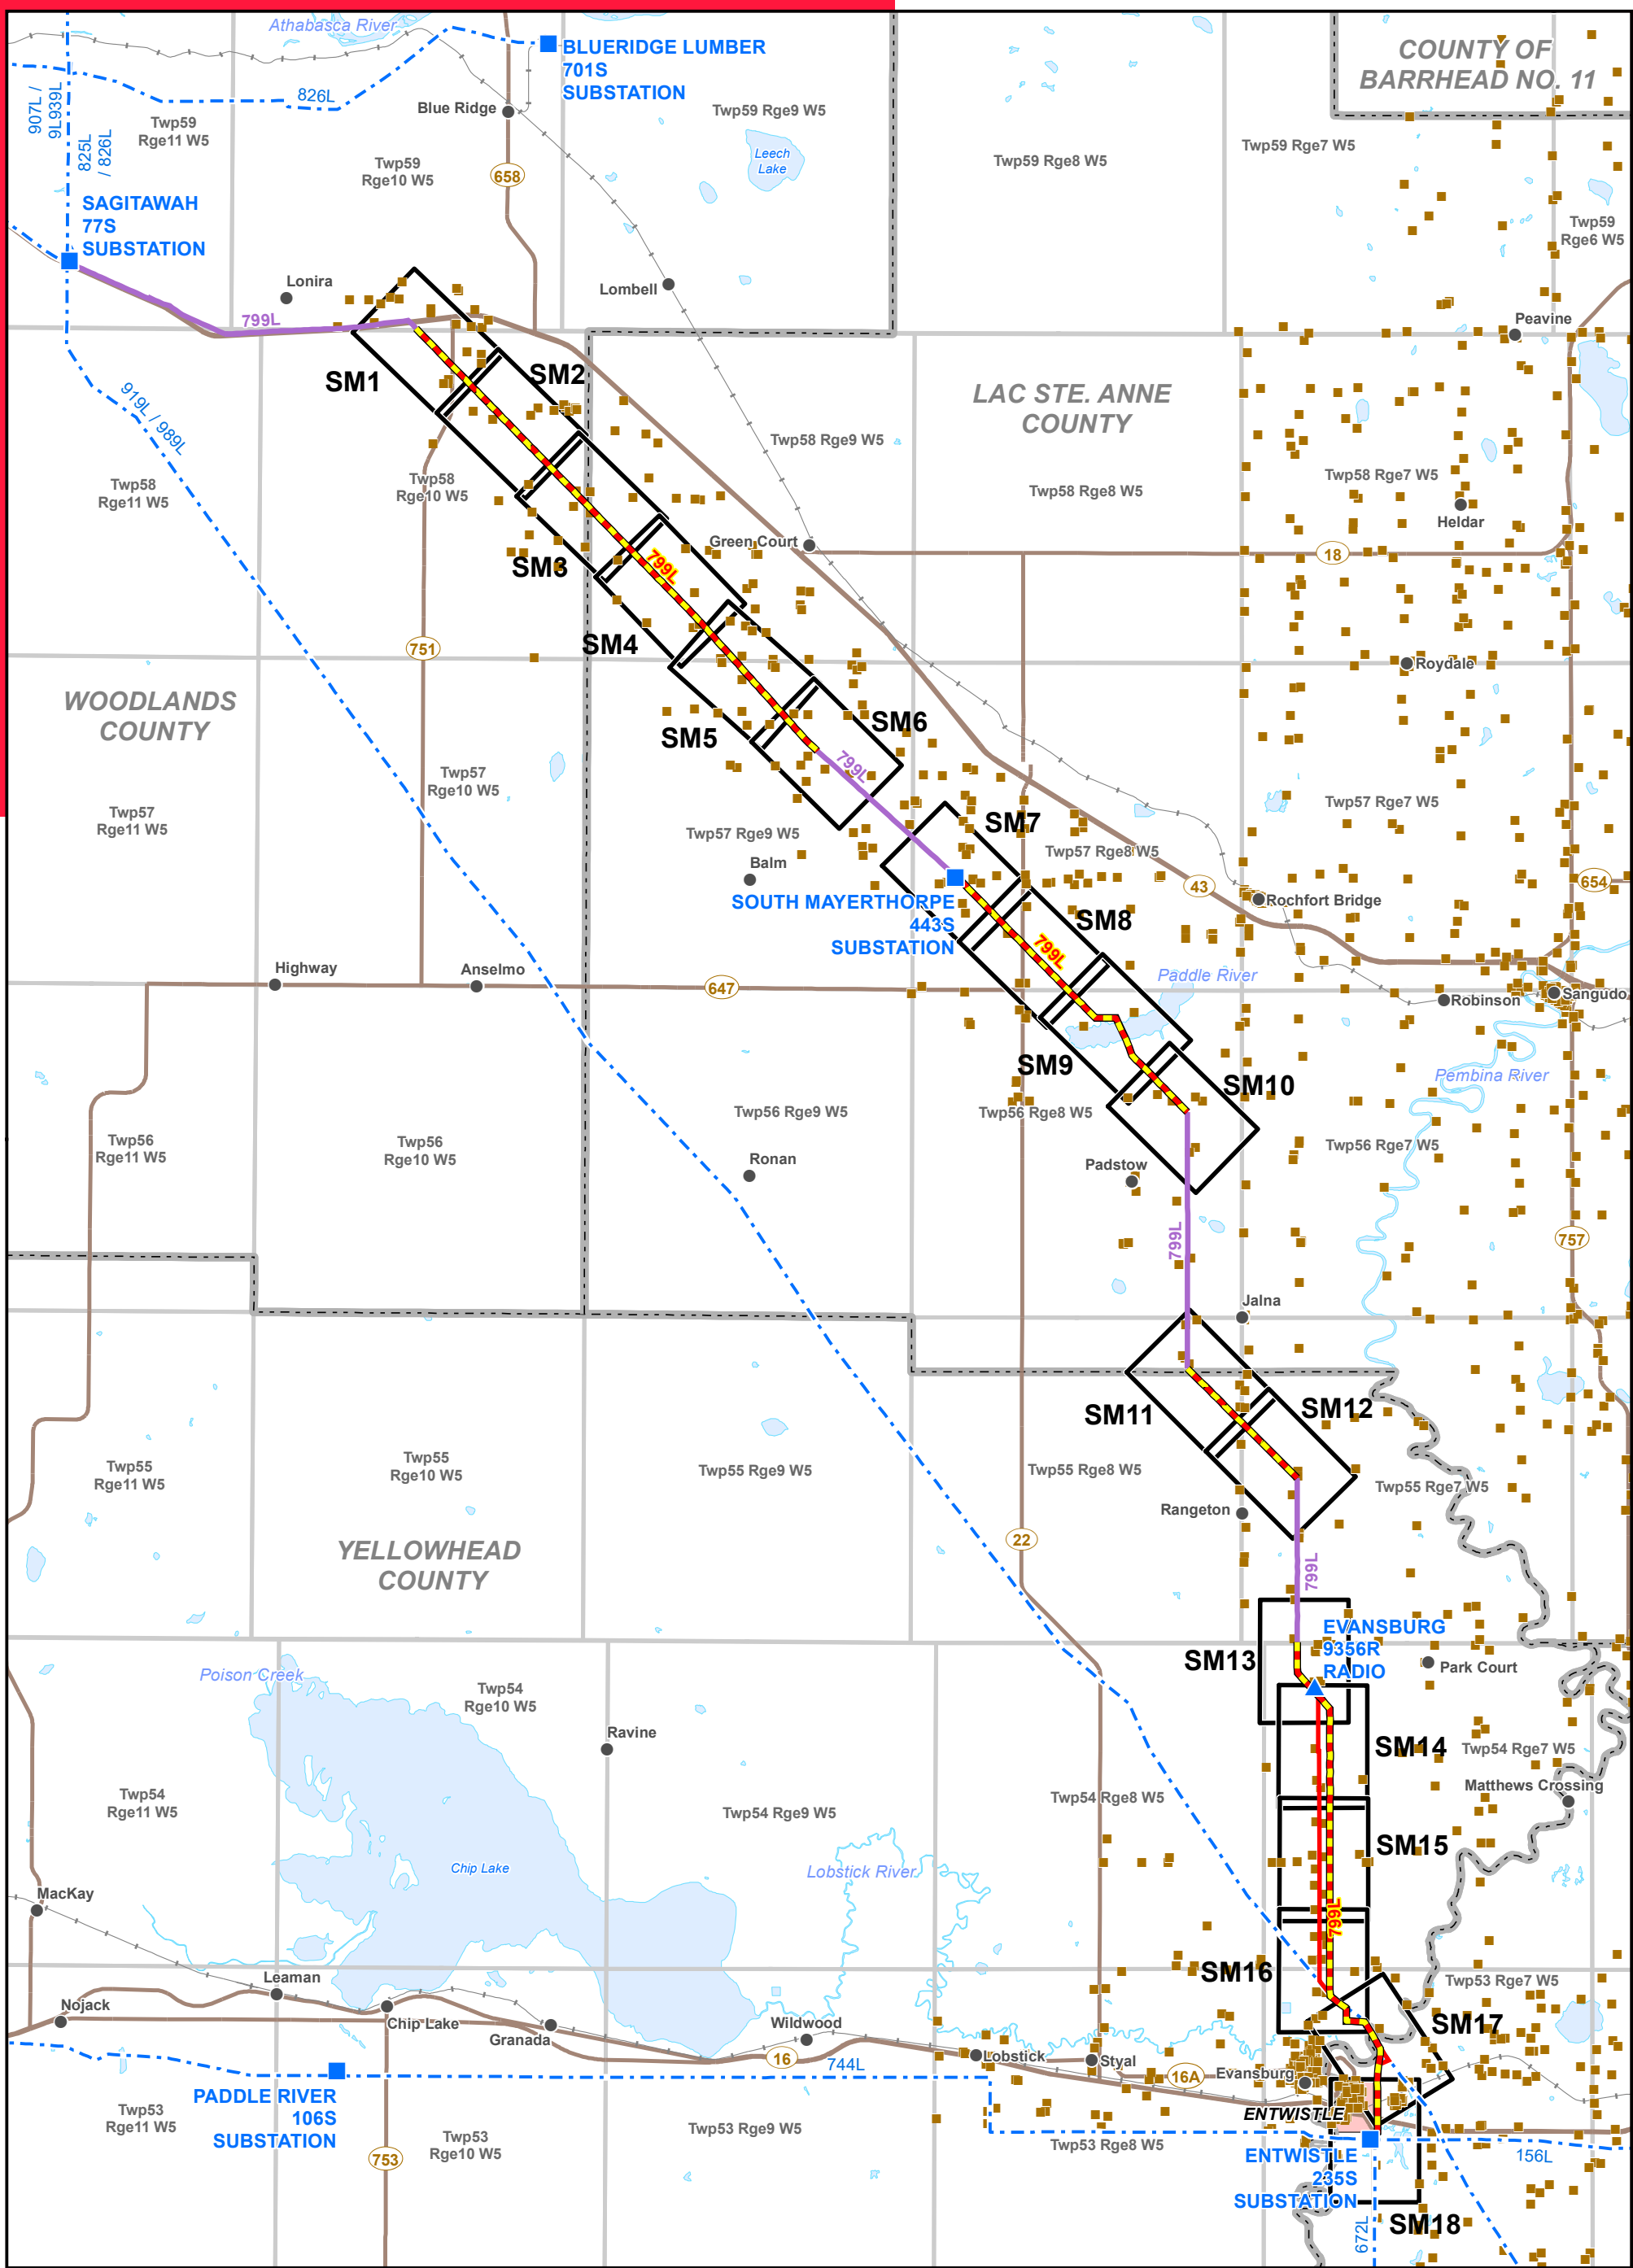 Athabasca River
BLUERIDGE LUMBER
701S
SUBSTATION
COUNTY OF
BARRHEAD NO. 11
907L /
9L939L
826L
825L
/ 826L
Blue Ridge
Twp59
Rge11 W5
Twp59
Rge10 W5
658
Twp59 Rge9 W5
Leech
Lake
Twp59 Rge8 W5
Twp59 Rge7 W5
Twp59
Rge6 W5
SAGITAWAH
77S
SUBSTATION
Lonira
Lombell
799L
Peavine
SM1
SM2
919L / 989L
LAC STE. ANNE
COUNTY
Twp58 Rge9 W5
Twp58
Rge11 W5
Twp58
Rge10 W5
Twp58 Rge8 W5
Twp58 Rge7 W5
Heldar
Green Court
18
SM3
799L
SM4
751
Roydale
WOODLANDS
COUNTY
SM5
SM6
799L
Twp57
Rge10 W5
Twp57
Rge11 W5
Twp57 Rge9 W5
Balm
SM7
Twp57 Rge8 W5
Twp57 Rge7 W5
43
654
Rochfort Bridge
SOUTH MAYERTHORPE
443S
SUBSTATION
SM8
799L
Highway
Anselmo
647
Paddle River
Robinson
Sangudo
SM9
SM10
Pembina River
Twp56
Rge11 W5
Twp56
Rge10 W5
Twp56 Rge9 W5
Twp56 Rge8 W5
Twp56 Rge7 W5
Ronan
Padstow
799L
757
Jalna
SM11
SM12
Twp55
Rge11 W5
Twp55
Rge10 W5
Twp55 Rge9 W5
Twp55 Rge8 W5
Twp55 Rge7 W5
Rangeton
YELLOWHEAD
COUNTY
22
799L
EVANSBURG
9356R
RADIO
SM13
Park Court
Poison Creek
Twp54
Rge10 W5
Ravine
SM14
Twp54 Rge7 W5
Matthews Crossing
Twp54
Rge11 W5
Twp54 Rge9 W5
Twp54 Rge8 W5
SM15
Chip Lake
Lobstick River
MacKay
799L
SM16
Twp53 Rge7 W5
Leaman
Nojack
Chip Lake
Granada
Wildwood
16
744L
Lobstick
Styal
16A
Evansburg
SM17
ENTWISTLE
PADDLE RIVER
106S
SUBSTATION
Twp53
Rge11 W5
Twp53
Rge10 W5
753
Twp53 Rge9 W5
Twp53 Rge8 W5
ENTWISTLE
235S
SUBSTATION
156L
672L
SM18